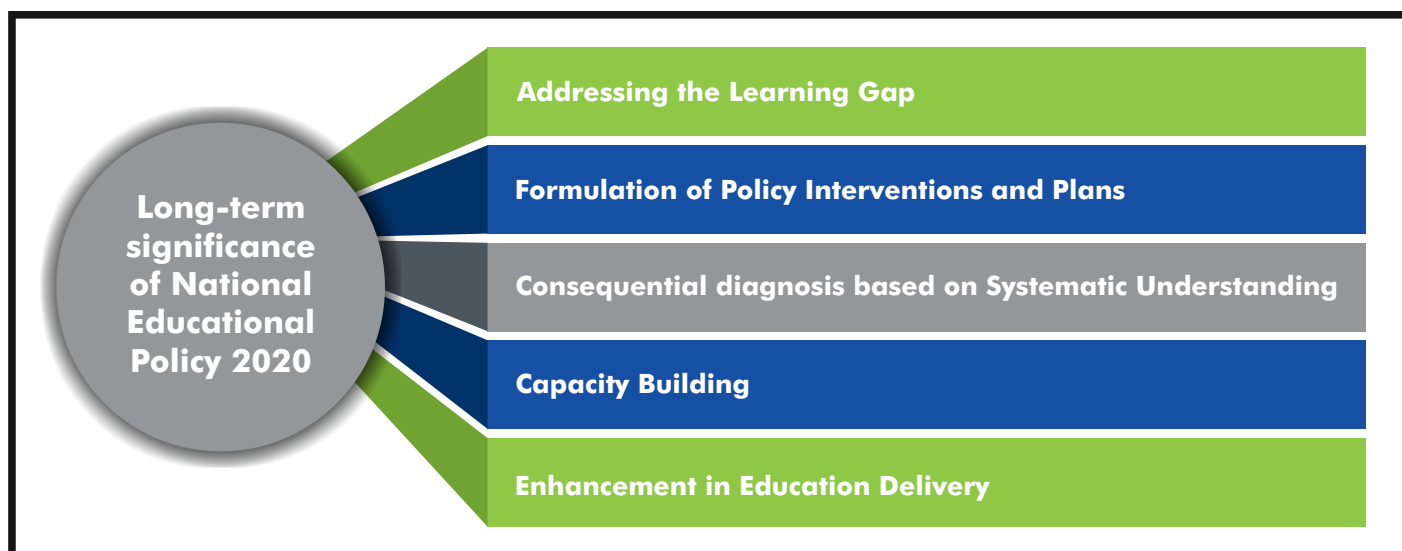 Long-term
significance
of National
Educational
Policy 2020
Addressing the Learning Gap
Formulation of Policy Interventions and Plans
Consequential diagnosis based on Systematic Understanding
Capacity Building
Enhancement in Education Delivery